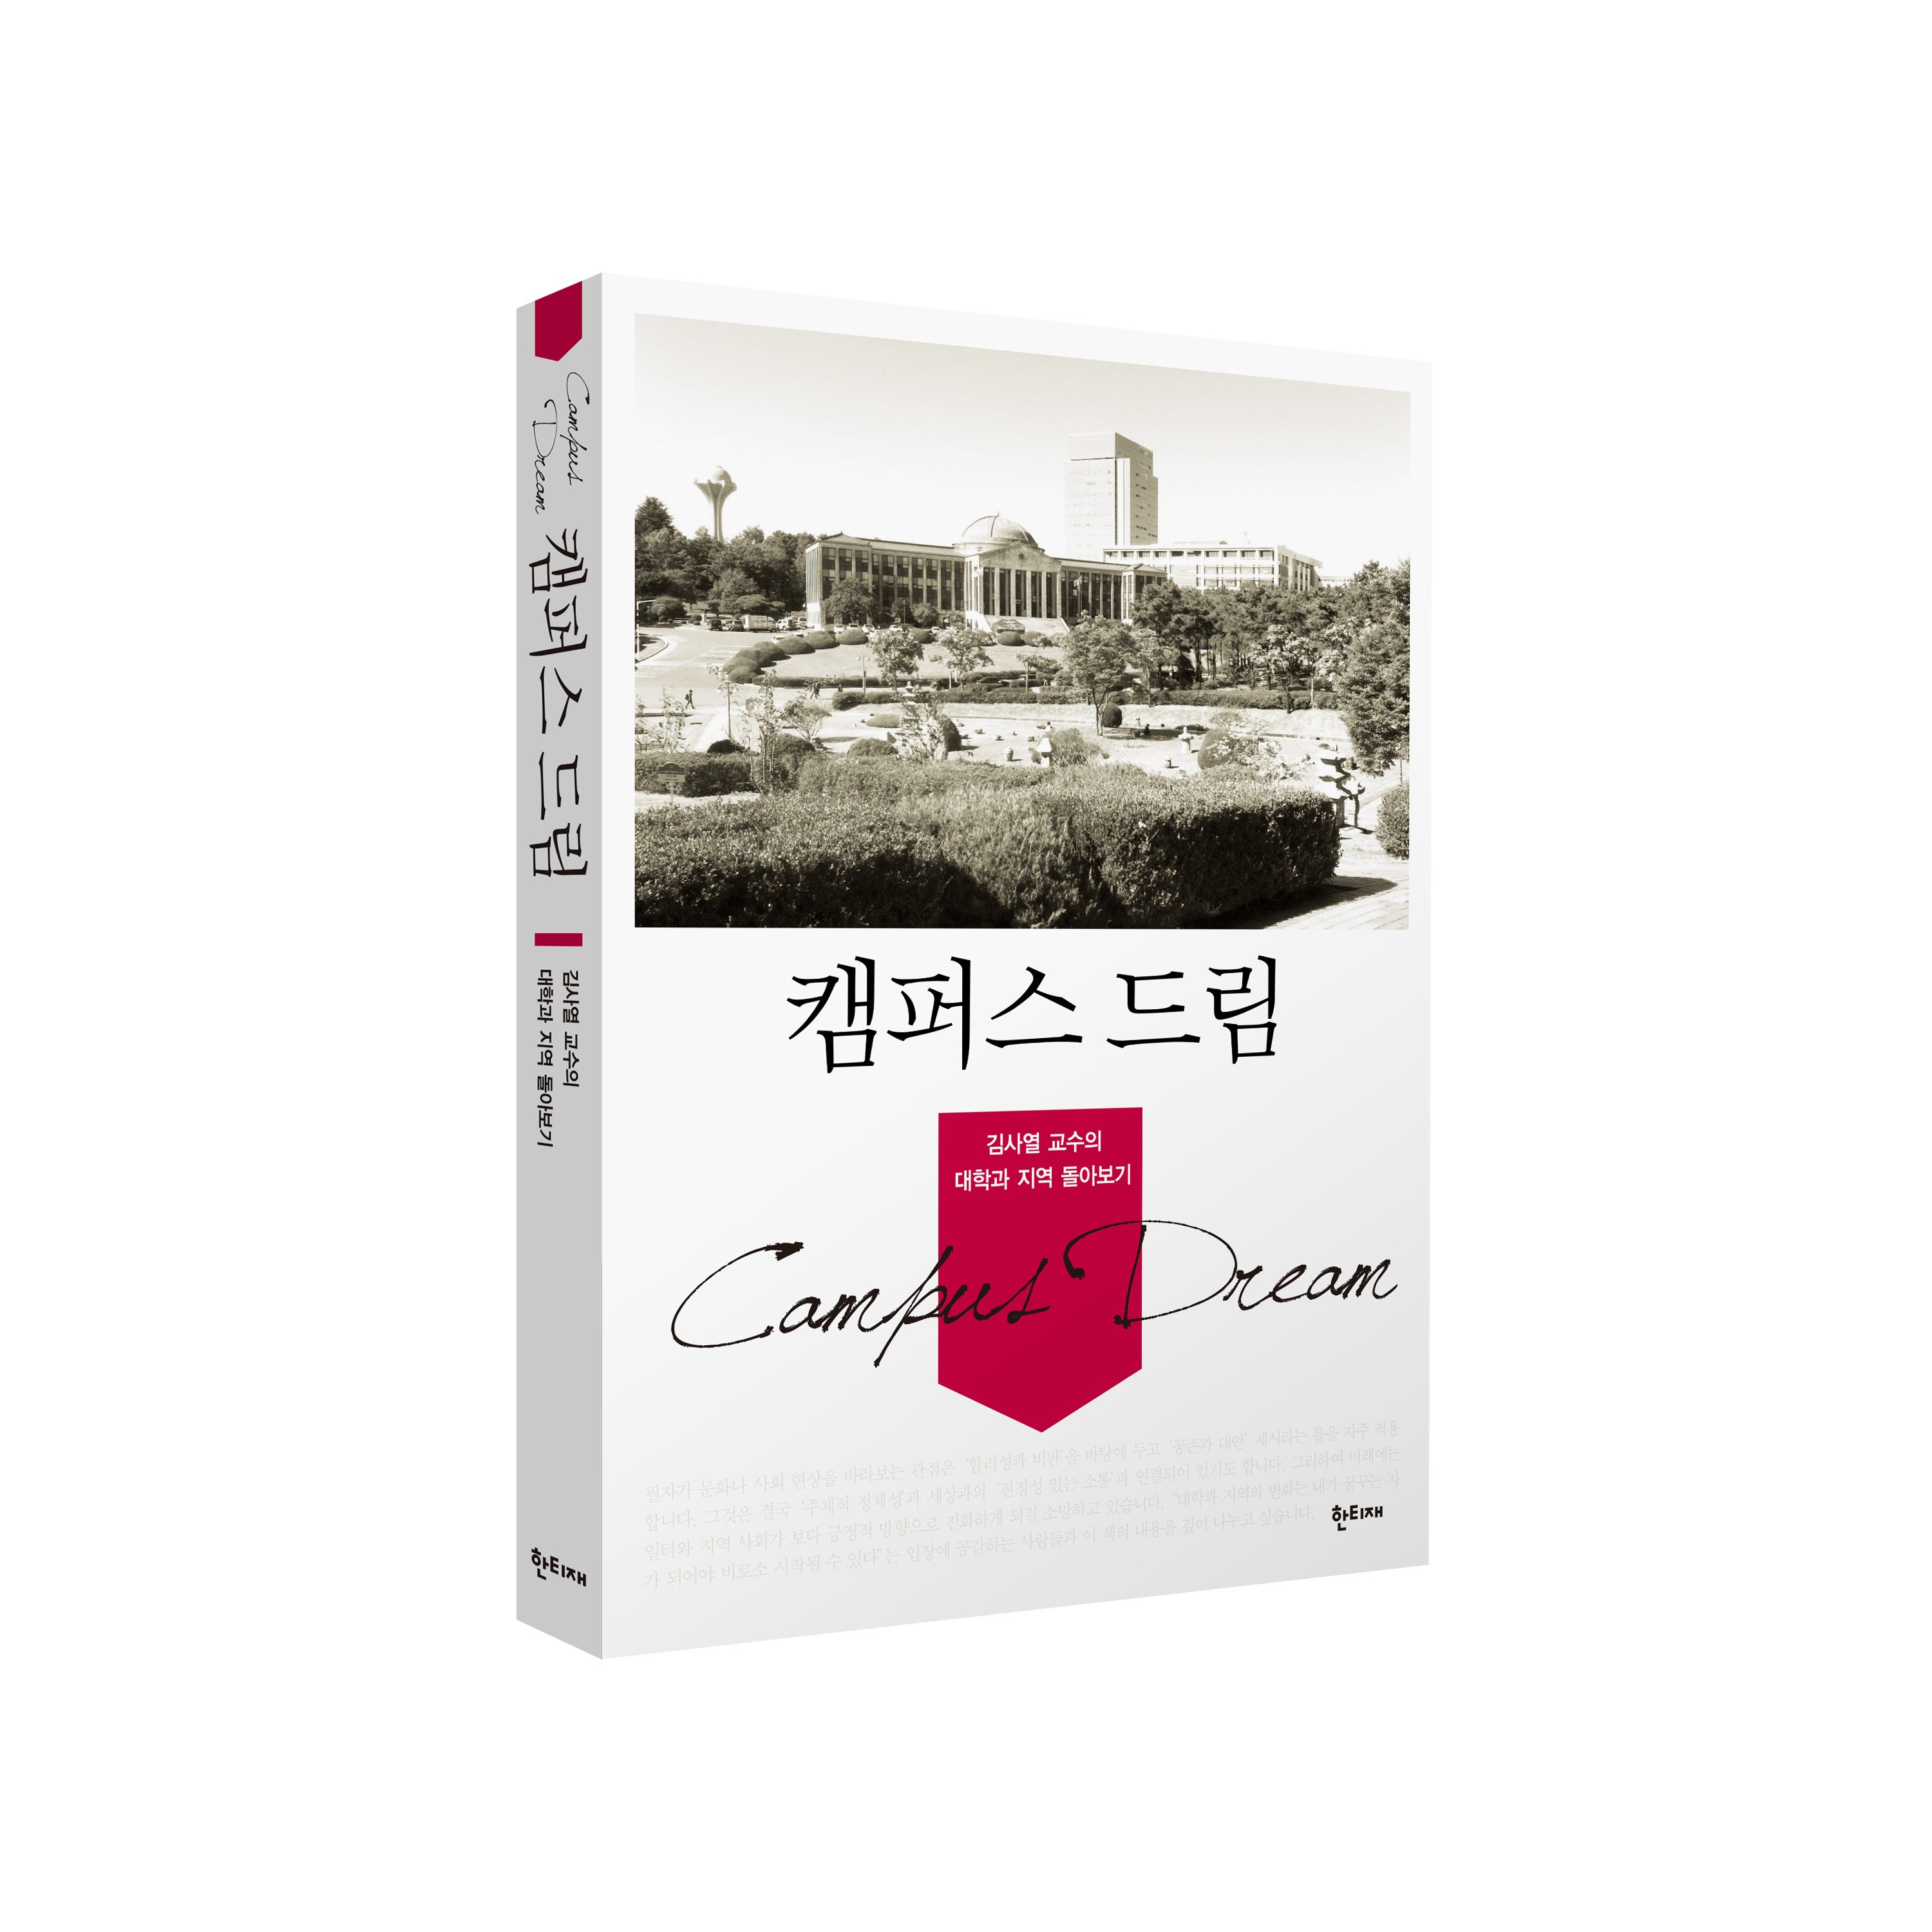 Campus
Dream
캠퍼스 드림
김사열 교수의
대학과 지역 돌아보기
한티재
캠퍼스 드림
김사열 교수의
대학과 지역 돌아보기
Campus Dream
필자가 문화나 사회 현상을 바라보는 관점은 ‘합리성과 비판’을 바탕에 두고 ‘공존과 대안’ 제시라는 틀을 자주 적용
합니다. 그것은 결국 ‘주체적 정체성’과 세상과의 ‘진정성 있는 소통’과 연결되어 있기도 합니다. 그리하여 미래에는
일터와 지역 사회가 보다 긍정적 방향으로 진화하게 되길 소망하고 있습니다. “대학과 지역의 변화는 내가 꿈꾸는 자
가 되어야 비로소 시작될 수 있다”는 입장에 공감하는 사람들과 이 책의 내용을 깊이 나누고 싶습니다.
한티재